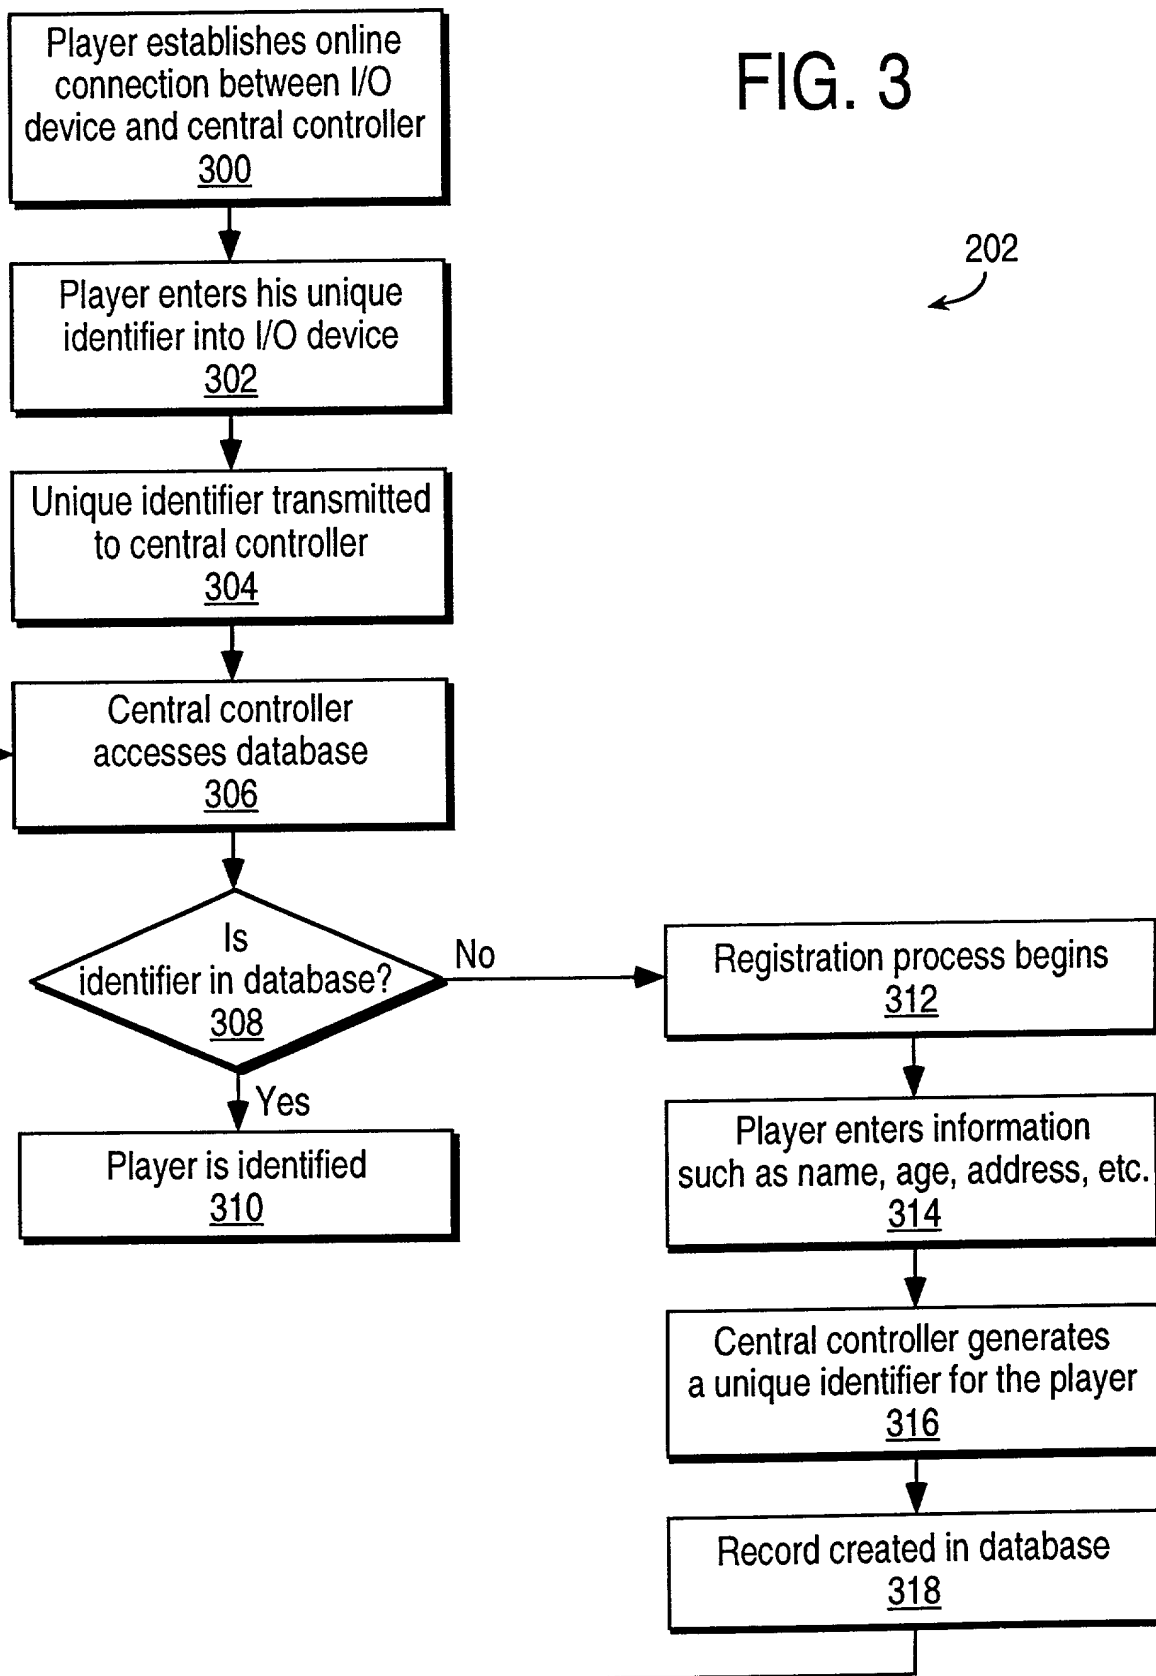 FIG. 3
202
Player establishes online
connection between I/O
device and central controller
300
Player enters his unique
identifier into I/O device
302
Unique identifier transmitted
to central controller
304
Central controller
accesses database
306
Is
identifier in database?
308
No
Yes
Player is identified
310
Registration process begins
312
Player enters information
such as name, age, address, etc.
314
Central controller generates
a unique identifier for the player
316
Record created in database
318